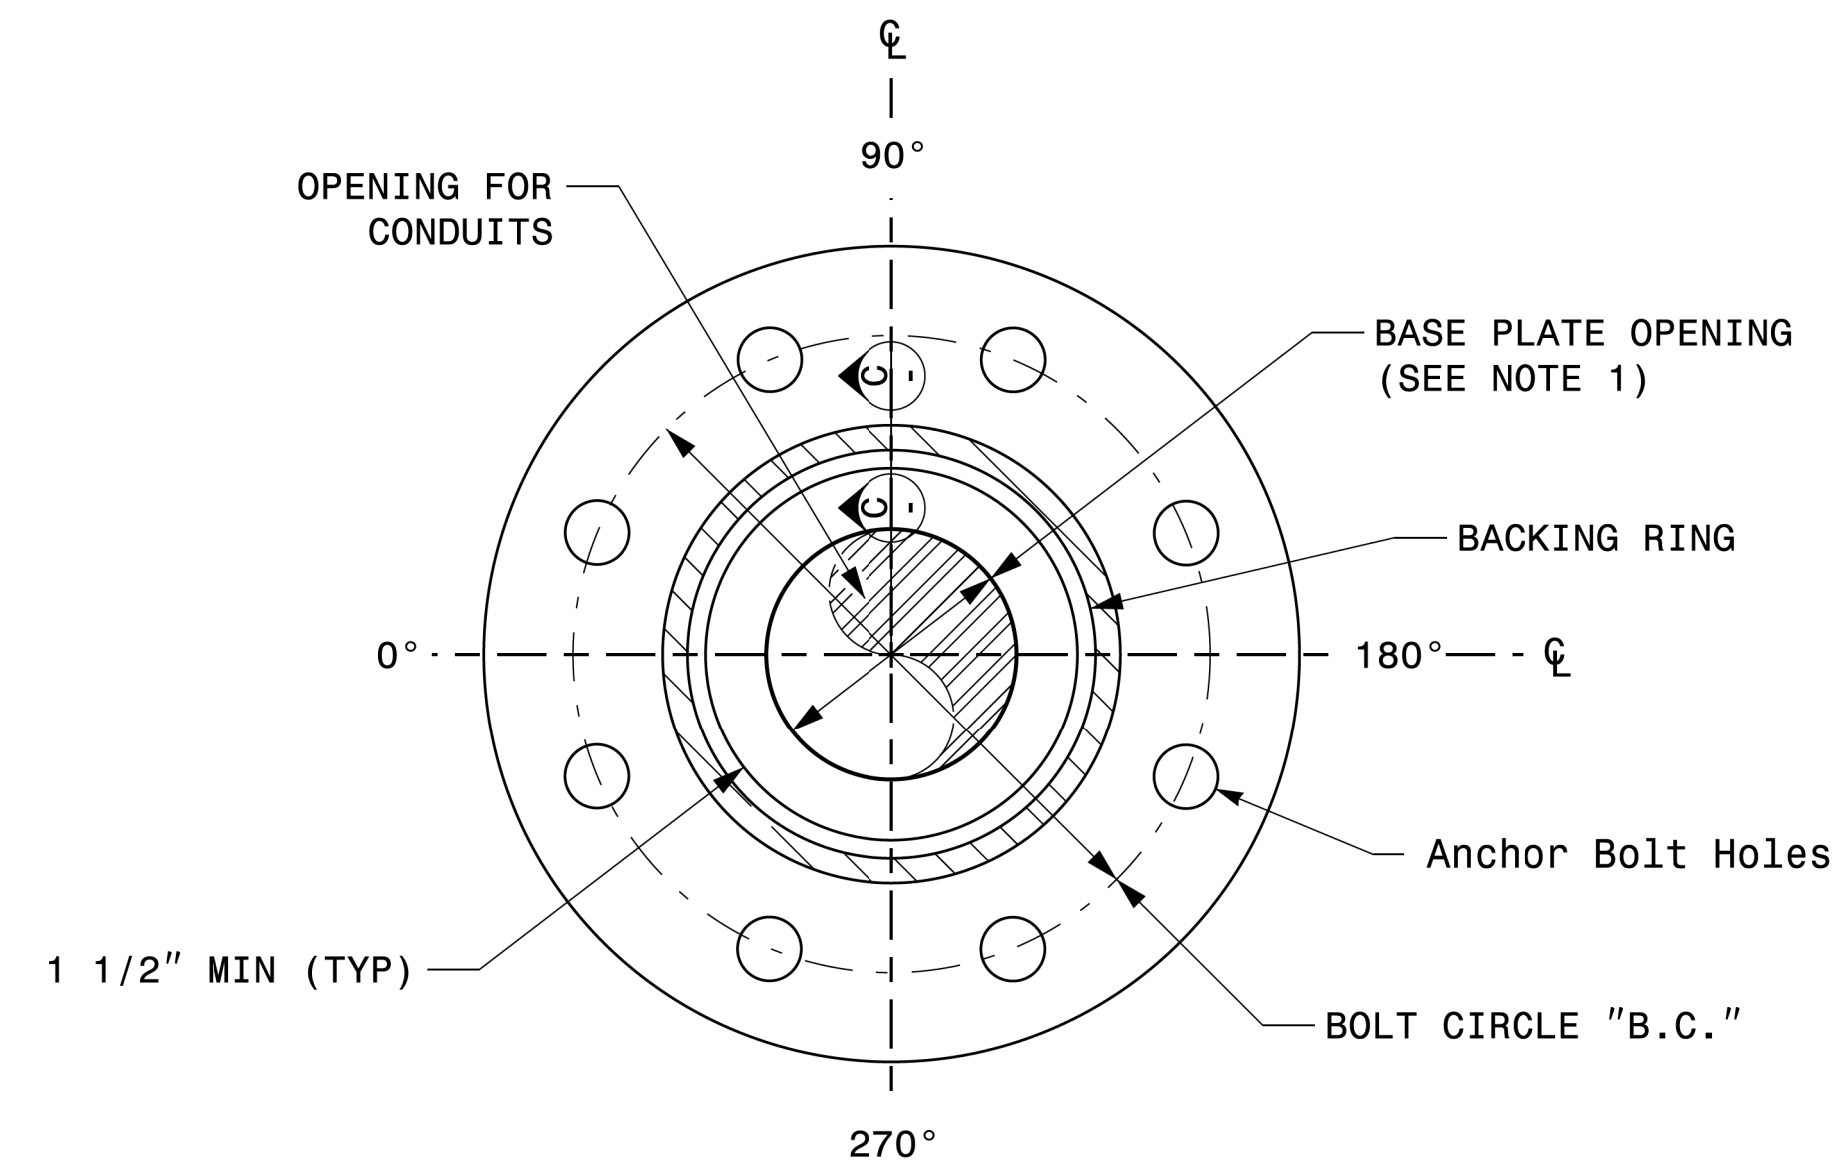 ℄
90°
OPENING FOR
CONDUITS
BASE PLATE OPENING
(SEE NOTE 1)
C -
C -
BACKING RING
0°
180°
℄
Anchor Bolt Holes
1 1/2" MIN (TYP)
BOLT CIRCLE "B.C."
270°